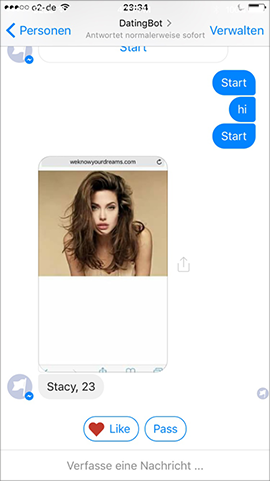 o2-de 23:34
Personen DatingBot > Verwalten
Antwortet normalerweise sofort
Start
Start
hi
Start
weknowyourdreams.com
Stacy, 23
Like Pass
Verfasse eine Nachricht ...